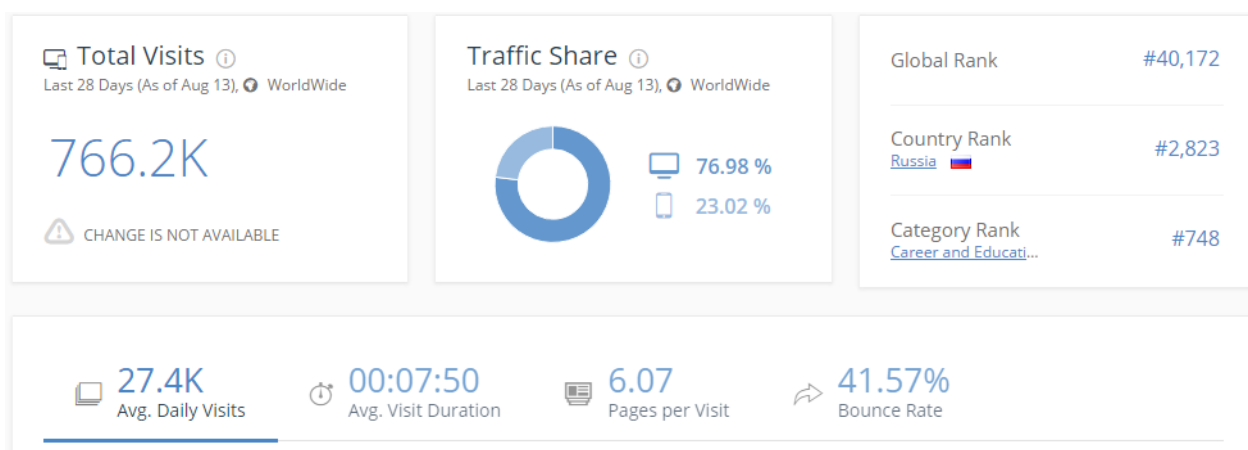 Total Visits
Last 28 Days (As of Aug 13), WorldWide
766.2K
CHANGE IS NOT AVAILABLE
Traffic Share
Last 28 Days (As of Aug 13), WorldWide
76.98 %
23.02 %
Global Rank #40,172
Country Rank
Russia
#2,823
Category Rank
Career and Educati...
#748
27.4K
Avg. Daily Visits
00:07:50
Avg. Visit Duration
6.07
Pages per Visit
41.57%
Bounce Rate